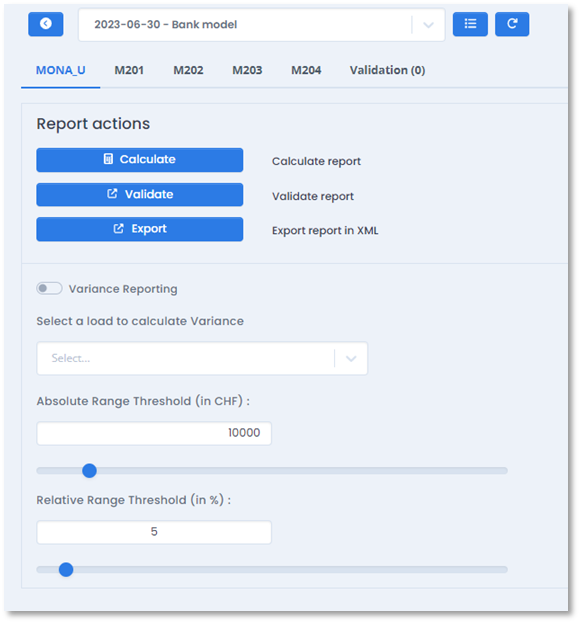 2023-06-30 - Bank model
MONA_U M201 M202 M203 M204 Validation (0)
Report actions
Calculate Calculate report
Validate Validate report
Export Export report in XML
Variance Reporting
Select a load to calculate Variance
Select...
Absolute Range Threshold (in CHF) :
10000
Relative Range Threshold (in %) :
5